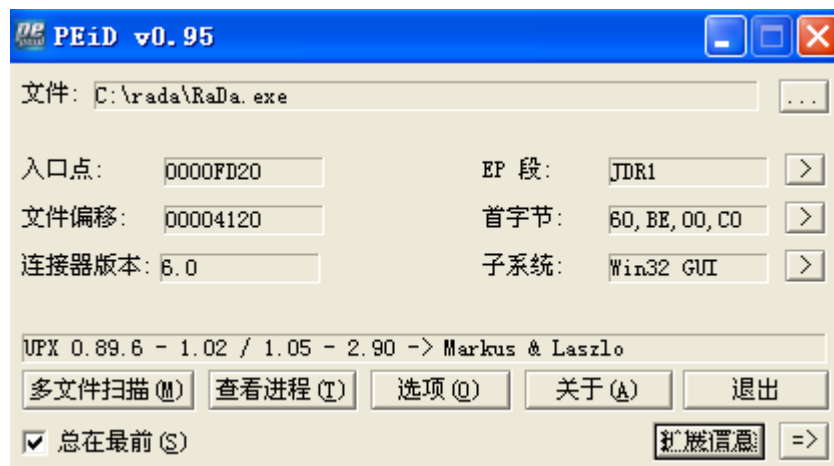 PEiD v0.95
文件: C:\rada\RaDa.exe ...
入口点: 0000FD20 EP 段: JDR1 >
文件偏移: 00004120 首字节: 60,BE,00,C0 >
连接器版本: 6.0 子系统: Win32 GUI >
UPX 0.89.6 - 1.02 / 1.05 - 2.90 -> Markus & Laszlo
多文件扫描(M) 查看进程(T) 选项(O) 关于(A) 退出
总在最前(S) 扩展信息 =>